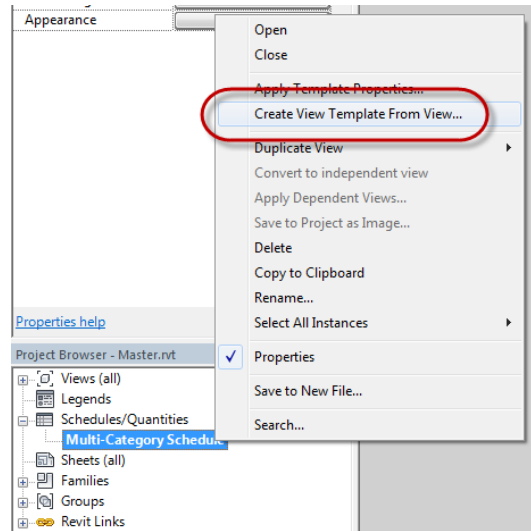 Appearance
Open
Close
Apply Template Properties...
Create View Template From View...
Duplicate View
Convert to independent view
Apply Dependent Views...
Save to Project as Image...
Delete
Copy to Clipboard
Rename...
Select All Instances
Properties
Save to New File...
Search...
Properties help
Project Browser - Master.rvt
Views (all)
Legends
Schedules/Quantities
Multi-Category Schedule
Sheets (all)
Families
Groups
Revit Links